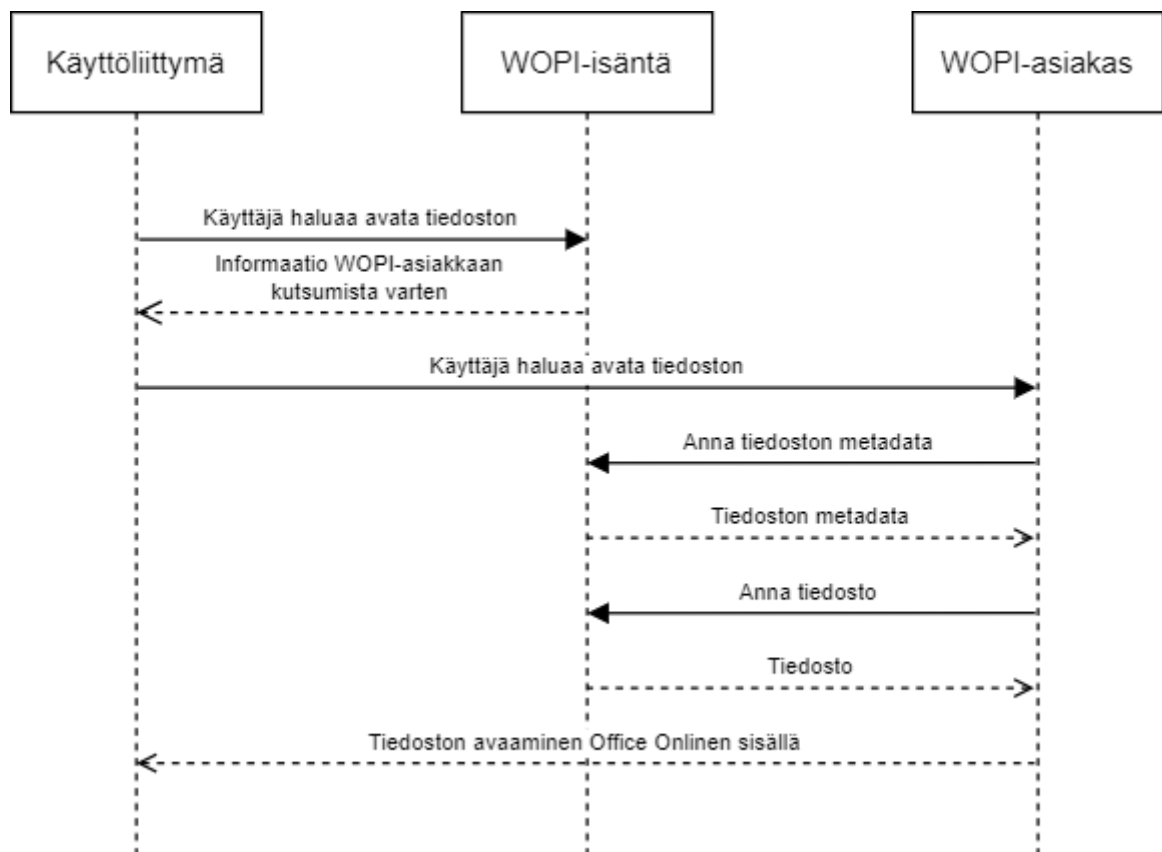 Käyttöliittymä
WOPI-isäntä
WOPI-asiakas
Käyttäjä haluaa avata tiedoston
Informaatio WOPI-asiakkaan
kutsumista varten
Käyttäjä haluaa avata tiedoston
Anna tiedoston metadata
Tiedoston metadata
Anna tiedosto
Tiedosto
Tiedoston avaaminen Office Onlinen sisällä